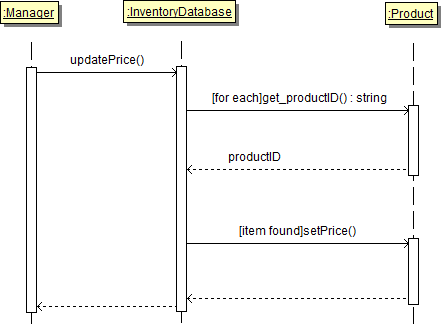 :Manager
:InventoryDatabase
:Product
updatePrice()
[for each]get_productID() : string
productID
[item found]setPrice()